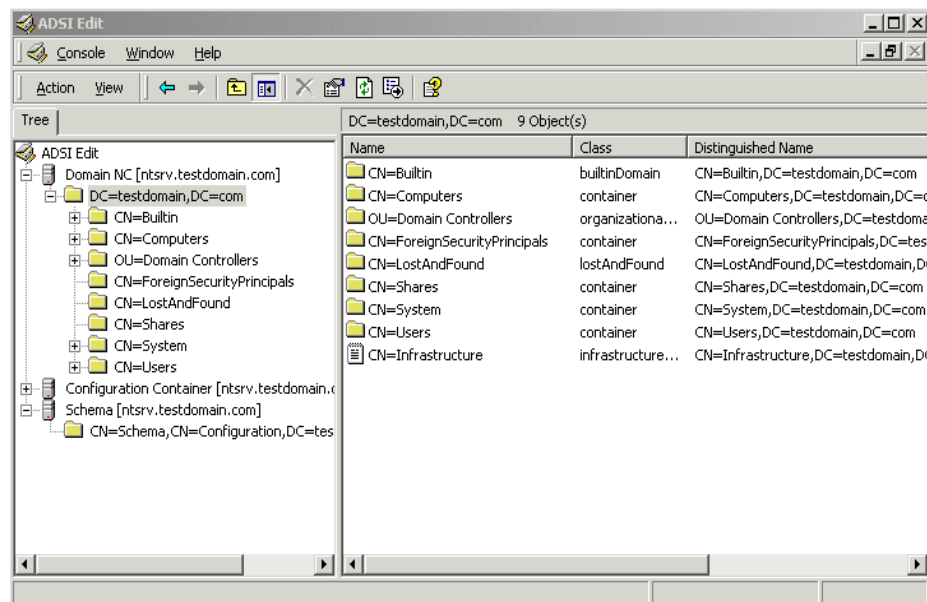 ADSI Edit
Console Window Help
Action View
Tree
DC=testdomain,DC=com 9 Object(s)
ADSI Edit
Domain NC [ntsrv.testdomain.com]
DC=testdomain,DC=com
CN=Builtin
CN=Computers
OU=Domain Controllers
CN=ForeignSecurityPrincipals
CN=LostAndFound
CN=Shares
CN=System
CN=Users
Configuration Container [ntsrv.testdomain.c
Schema [ntsrv.testdomain.com]
CN=Schema,CN=Configuration,DC=tes
Name Class Distinguished Name
CN=Builtin builtinDomain CN=Builtin,DC=testdomain,DC=com
CN=Computers container CN=Computers,DC=testdomain,DC=c
OU=Domain Controllers organizationa... OU=Domain Controllers,DC=testdoma
CN=ForeignSecurityPrincipals container CN=ForeignSecurityPrincipals,DC=tes
CN=LostAndFound lostAndFound CN=LostAndFound,DC=testdomain,D
CN=Shares container CN=Shares,DC=testdomain,DC=com
CN=System container CN=System,DC=testdomain,DC=com
CN=Users container CN=Users,DC=testdomain,DC=com
CN=Infrastructure infrastructure... CN=Infrastructure,DC=testdomain,D